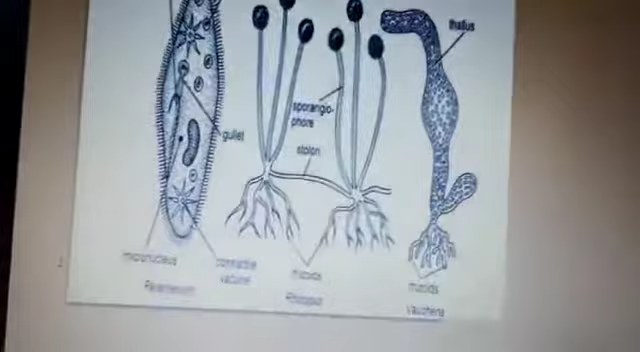 thallus
sporangio-
phore
gullet
stolon
micronucleus
contractile
vacuole
rhizoids
rhizoids
Paramecium
Rhizopus
Vaucheria